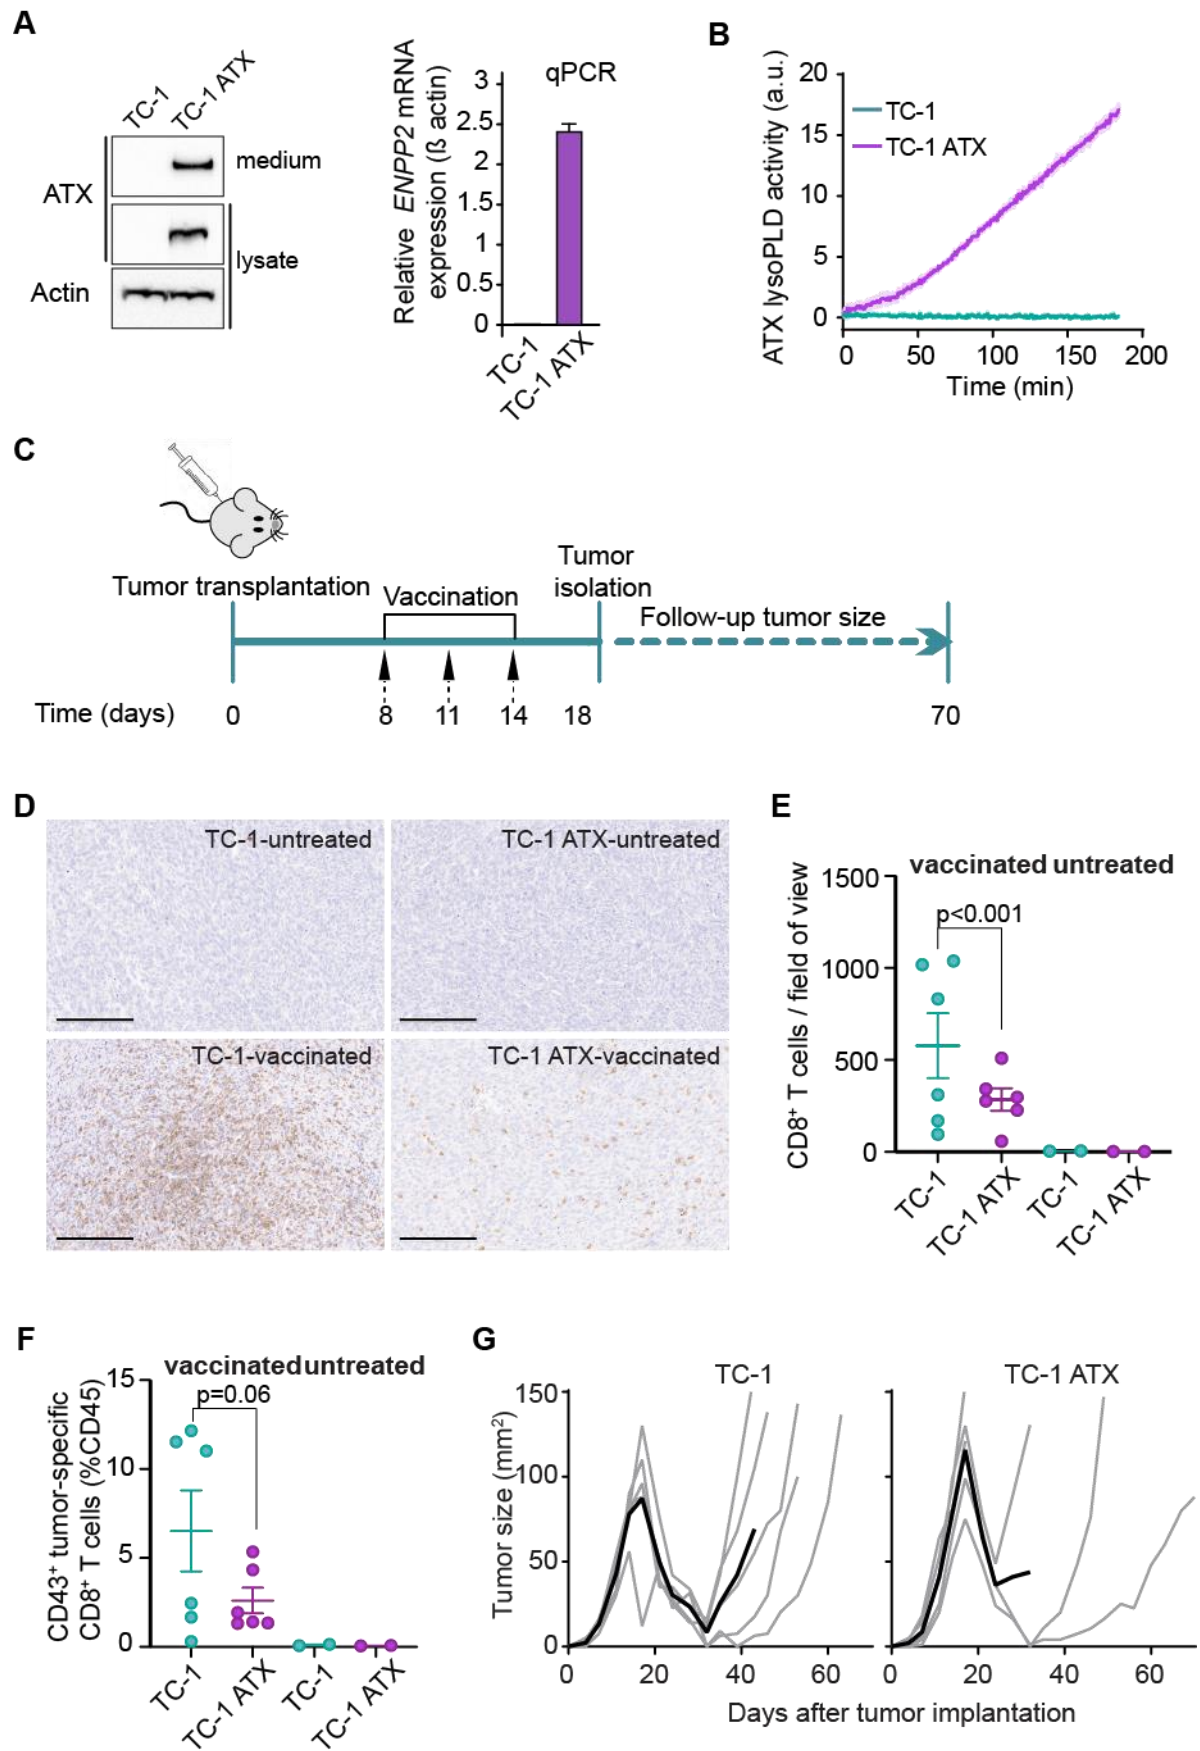 A
TC-1
TC-1 ATX
ATX
medium
lysate
Actin
Relative ENPP2 mRNA
expression (ß actin)
qPCR
3
2.5
2
1.5
1
0.5
0
TC-1
TC-1 ATX
B
ATX lysoPLD activity (a.u.)
20
15
10
5
0
TC-1
TC-1 ATX
0 50 100 150 200
Time (min)
C
Tumor transplantation
Vaccination
Tumor
isolation
Follow-up tumor size
Time (days) 0 8 11 14 18 70
D
TC-1-untreated
TC-1 ATX-untreated
TC-1-vaccinated
TC-1 ATX-vaccinated
E
CD8⁺ T cells / field of view
vaccinated untreated
1500
1000
500
0
p<0.001
TC-1
TC-1 ATX
TC-1
TC-1 ATX
F
CD43⁺ tumor-specific
CD8⁺ T cells (%CD45)
vaccinated untreated
15
10
5
0
p=0.06
TC-1
TC-1 ATX
TC-1
TC-1 ATX
G
Tumor size (mm²)
TC-1
TC-1 ATX
150
100
50
0
0 20 40 60
0 20 40 60
Days after tumor implantation